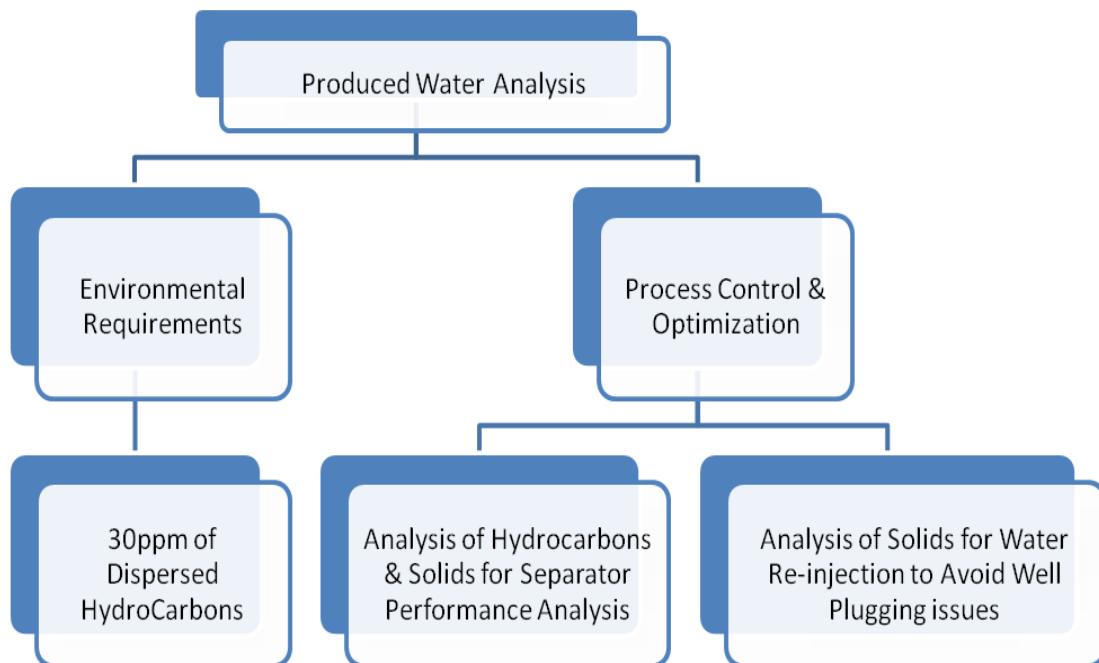 Produced Water Analysis
Environmental
Requirements
Process Control &
Optimization
30ppm of
Dispersed
HydroCarbons
Analysis of Hydrocarbons
& Solids for Separator
Performance Analysis
Analysis of Solids for Water
Re-injection to Avoid Well
Plugging issues